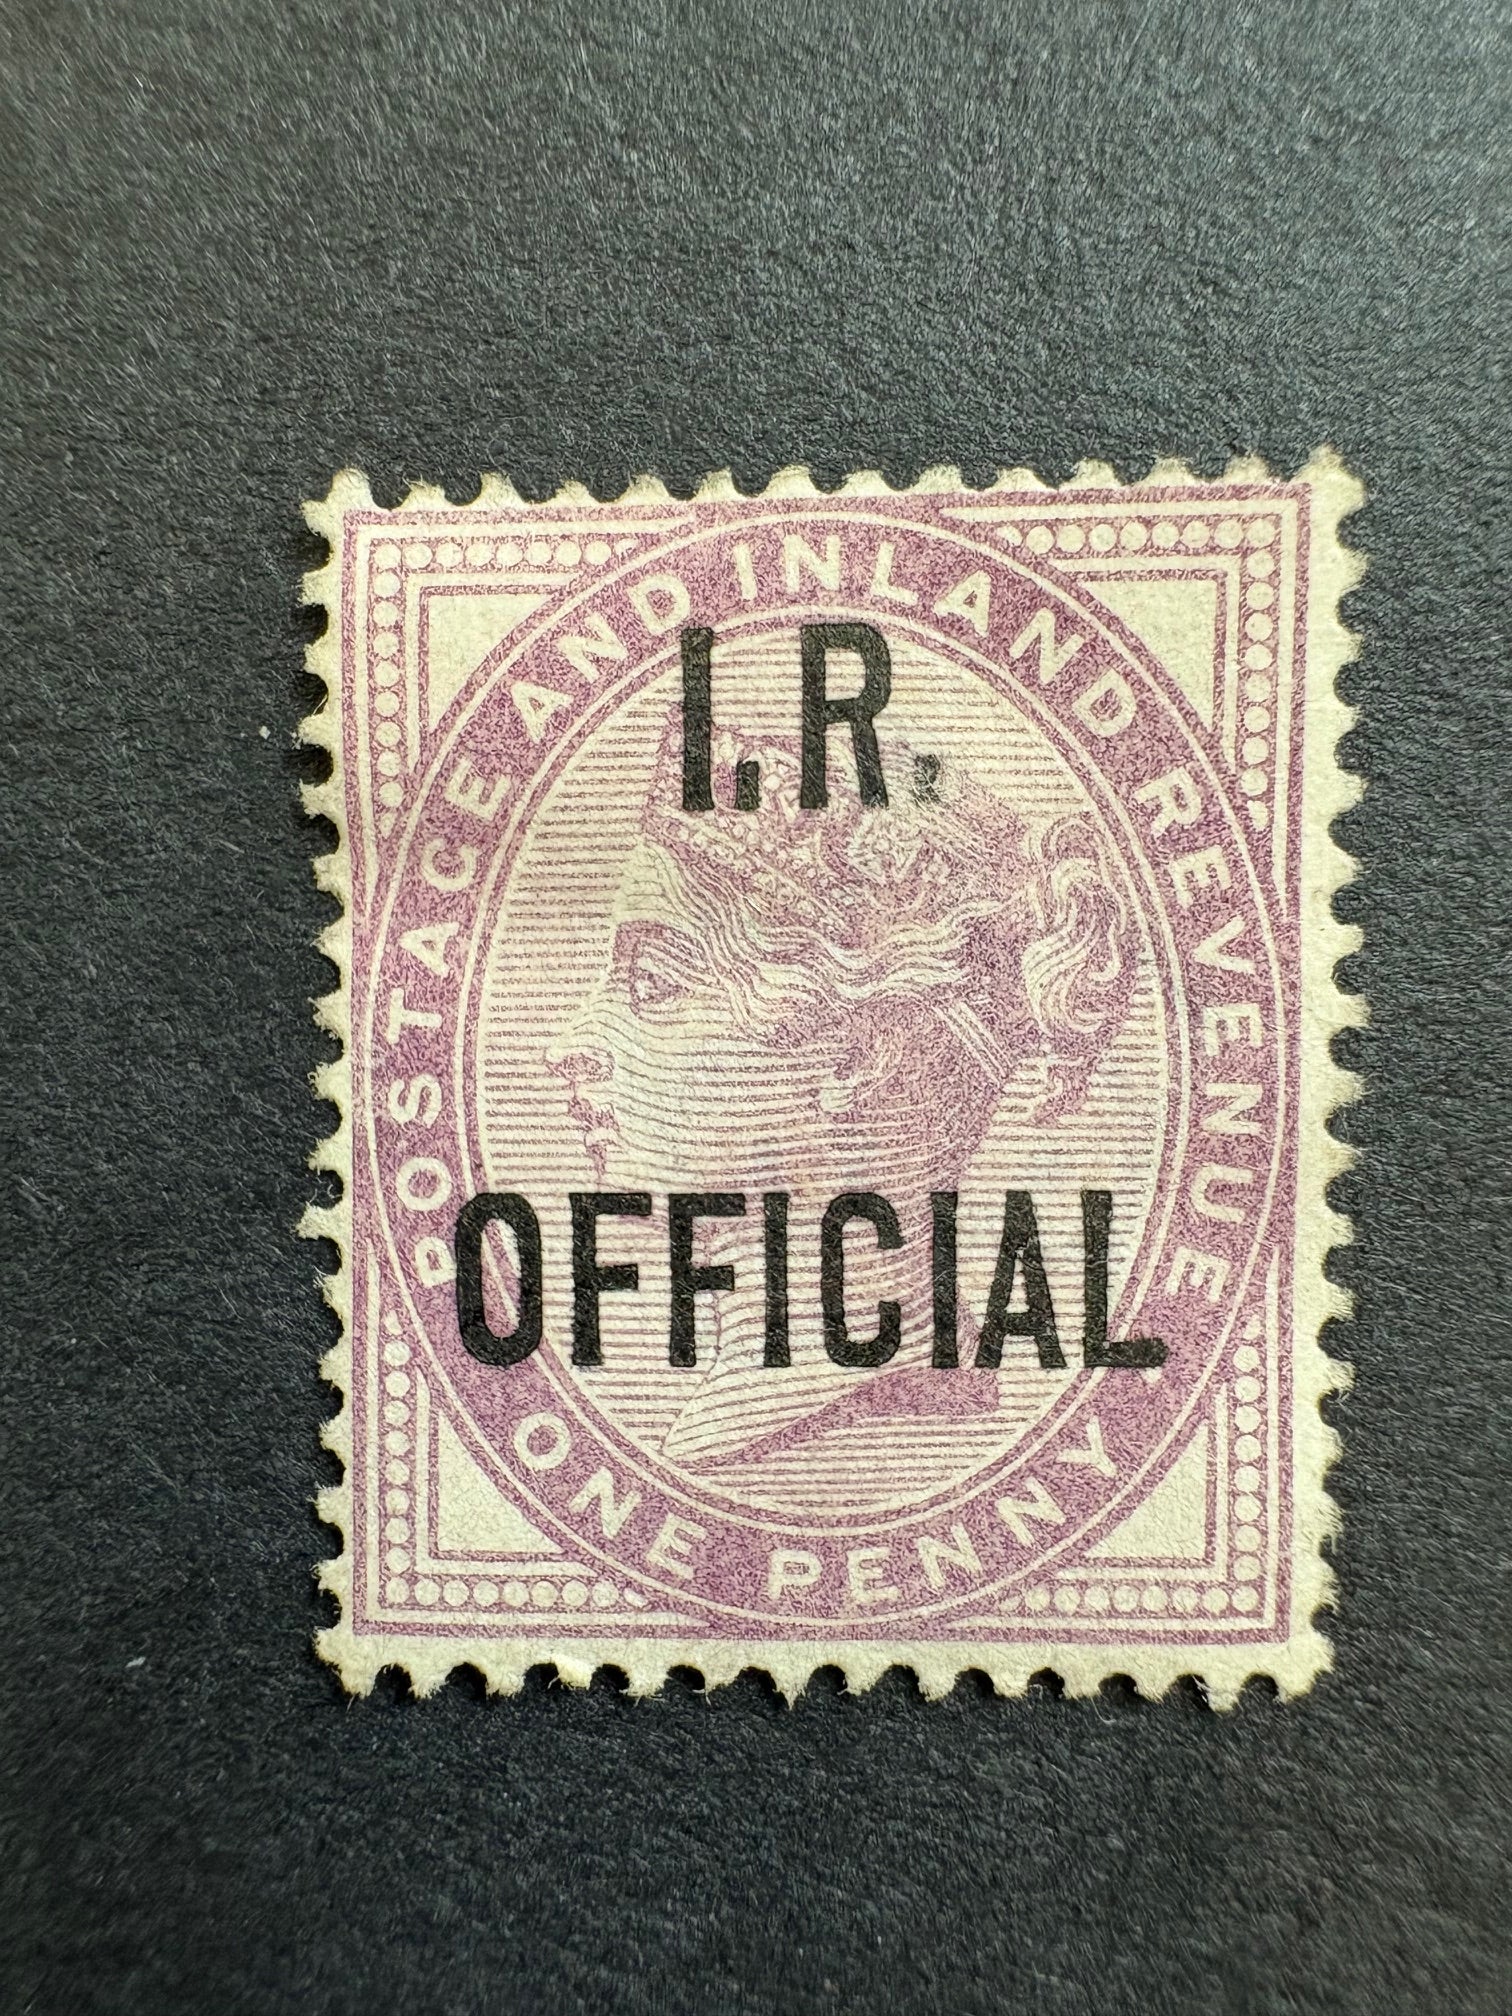 POSTAGE AND INLAND REVENUE
I.R.
OFFICIAL
ONE PENNY